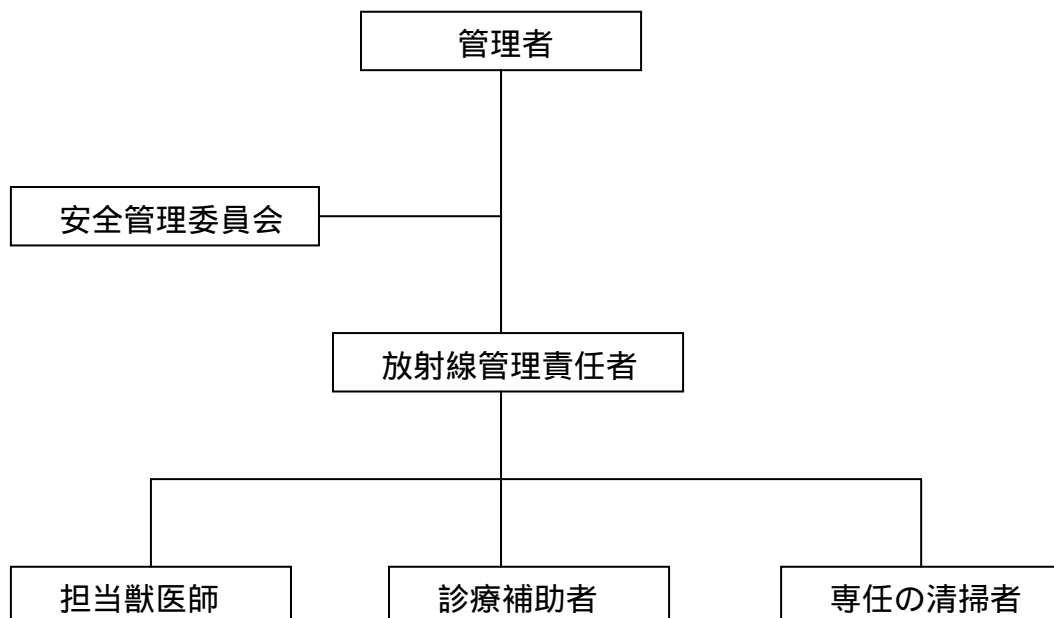 管理者
安全管理委員会
放射線管理責任者
担当獣医師
診療補助者
専任の清掃者